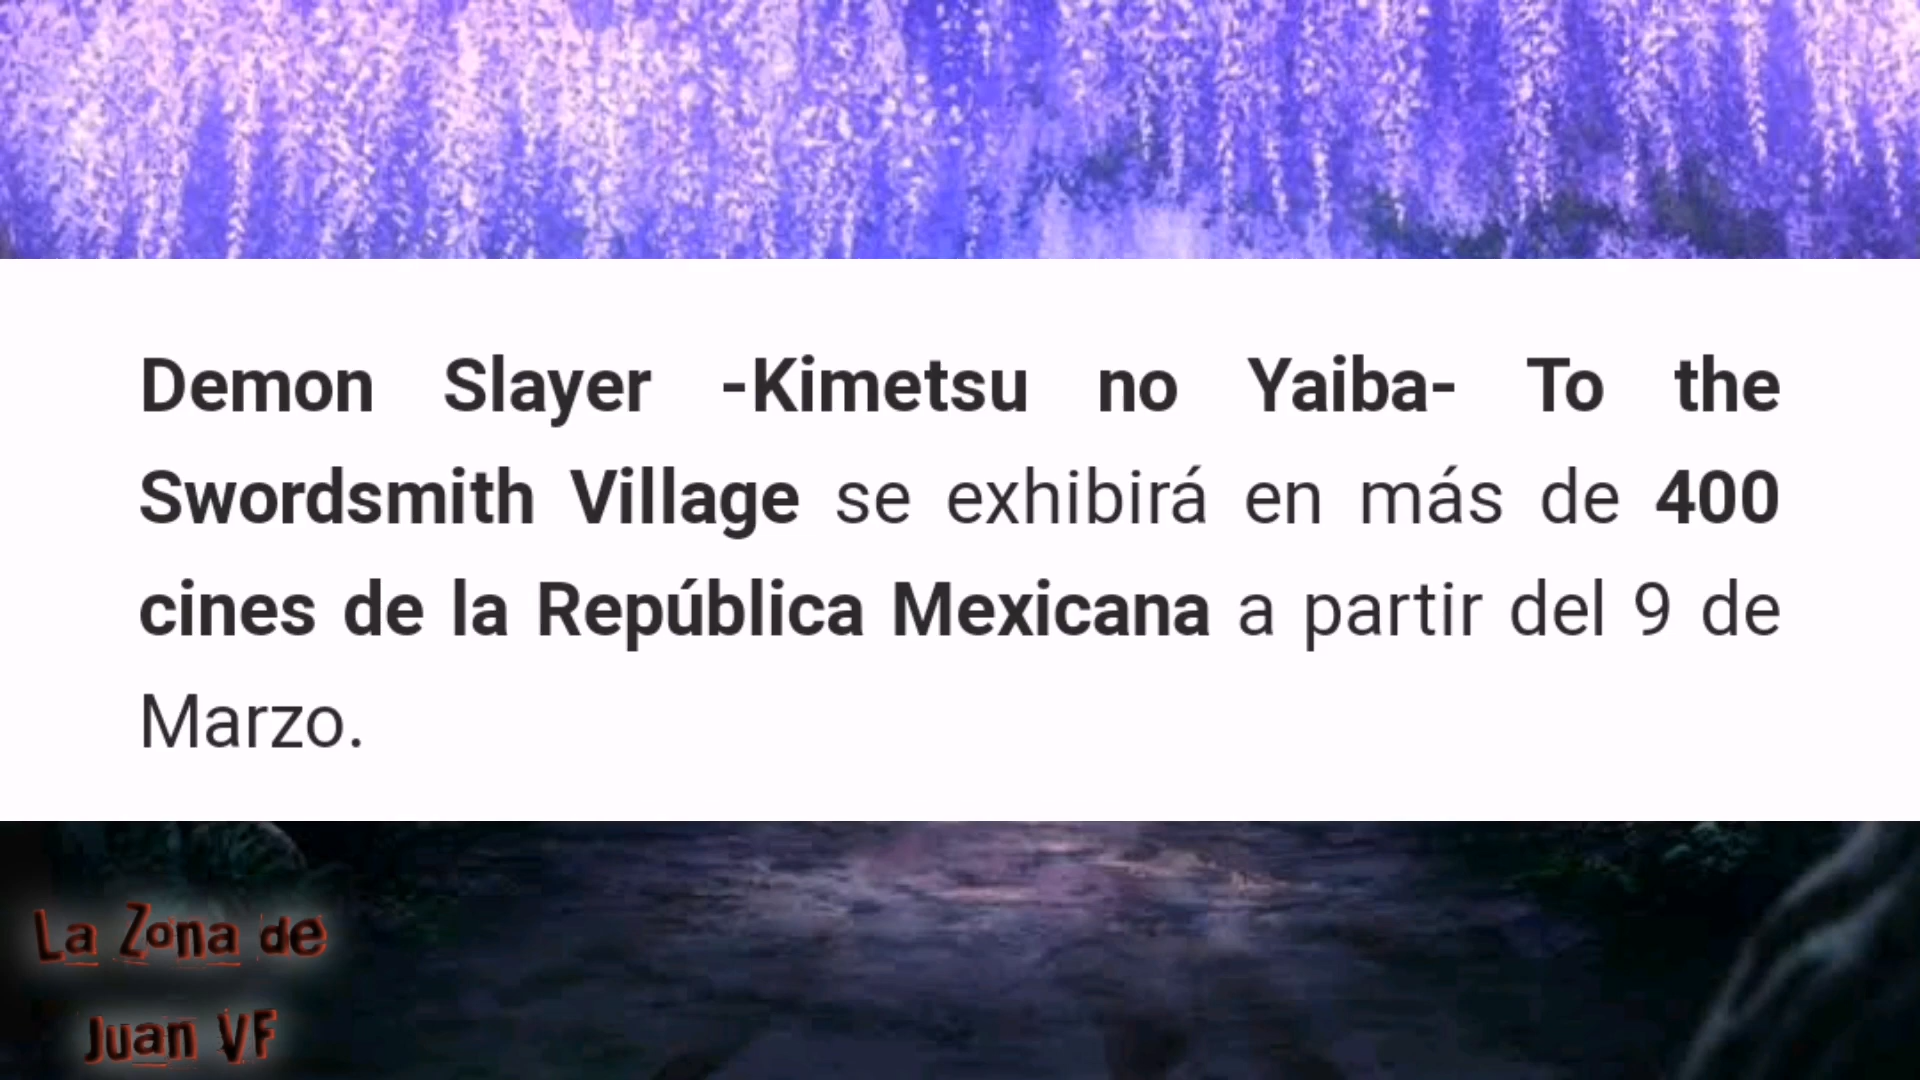 Demon Slayer -Kimetsu no Yaiba- To the
Swordsmith Village se exhibirá en más de 400
cines de la República Mexicana a partir del 9 de
Marzo.
La Zona de
Juan VF